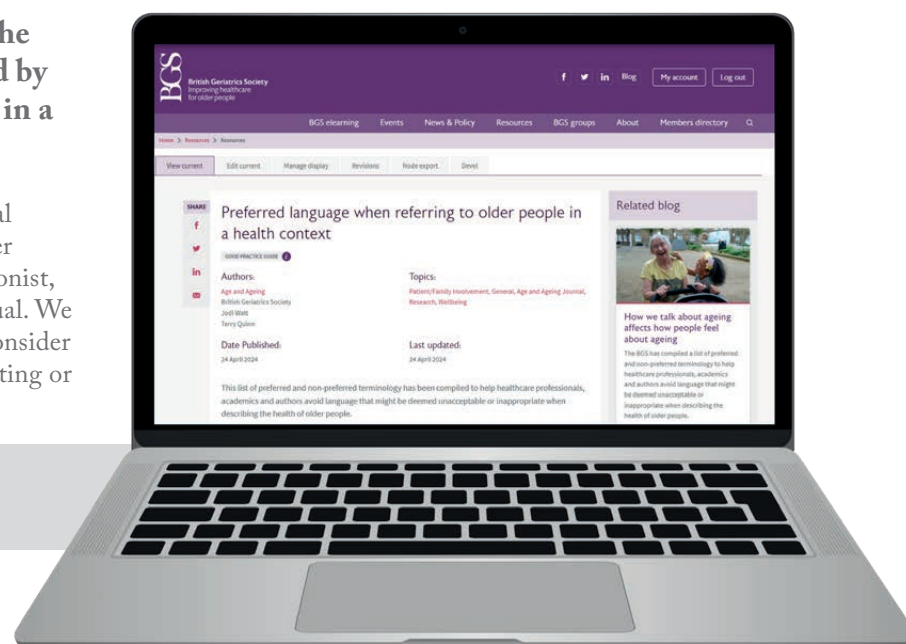 he
d by
in a
al
er
onist,
ual. We
onsider
ting or
BGS
British Geriatrics Society
Improving healthcare
for older people
Blog
My account
Log out
BGS elearning Events News & Policy Resources BGS groups About Members directory
Home > Resources > Resources
View current Edit current Manage display Revisions Node export Devel
SHARE
Preferred language when referring to older people in
a health context
GOOD PRACTICE GUIDE i
Authors:
Age and Ageing
British Geriatrics Society
Jodi Watt
Terry Quinn
Topics:
Patient/Family Involvement, General, Age and Ageing Journal,
Research, Wellbeing
Date Published:
24 April 2024
Last updated:
24 April 2024
This list of preferred and non-preferred terminology has been compiled to help healthcare professionals,
academics and authors avoid language that might be deemed unacceptable or inappropriate when
describing the health of older people.
Related blog
How we talk about ageing
affects how people feel
about ageing
The BGS has compiled a list of preferred
and non-preferred terminology to help
healthcare professionals, academics
and authors avoid language that might
be deemed unacceptable or
inappropriate when describing the
health of older people.